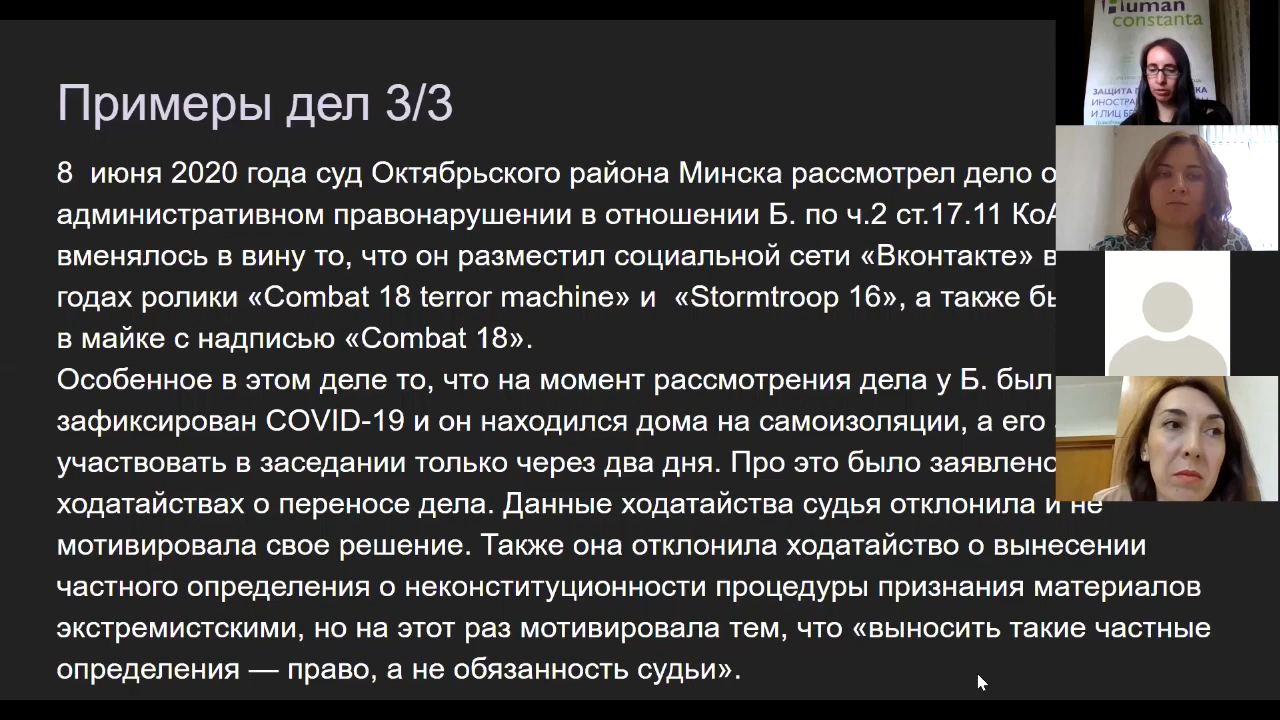 Примеры дел 3/3
8 июня 2020 года суд Октябрьского района Минска рассмотрел дело о
административном правонарушении в отношении Б. по ч.2 ст.17.11
вменялось в вину то, что он разместил социальной сети «Вконтакте» в
годах ролики «Combat 18 terror machine» и «Stormtroop 16», а также
в майке с надписью «Combat 18».
Особенное в этом деле то, что на момент рассмотрения дела у Б. был
зафиксирован COVID-19 и он находился дома на самоизоляции, а его
участвовать в заседании только через два дня. Про это было заявлено
ходатайствах о переносе дела. Данные ходатайства судья отклонила и не
мотивировала свое решение. Также она отклонила ходатайство о вынесении
частного определения о неконституционности процедуры признания материалов
экстремистскими, но на этот раз мотивировала тем, что «выносить такие частные
определения — право, а не обязанность судьи».
Human
constanta
ЗАЩИТА
И ЛИЦ